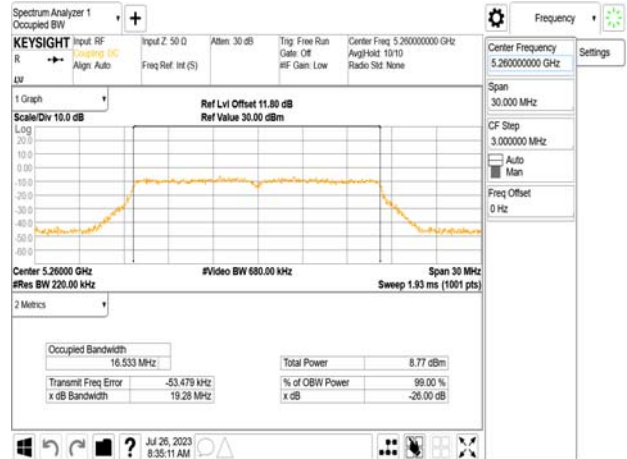 Spectrum Analyzer 1
Occupied BW
+
Frequency
KEYSIGHT
Input: RF
Coupling: DC
Align: Auto
Input Z: 50 Ω
Freq Ref: Int (S)
Atten: 30 dB
Trig: Free Run
Gate: Off
#IF Gain: Low
Center Freq: 5.260000000 GHz
Avg|Hold: 10/10
Radio Std: None
R
Center Frequency
5.260000000 GHz
Settings
Span
30.000 MHz
CF Step
3.000000 MHz
Auto
Man
Freq Offset
0 Hz
1 Graph
Scale/Div 10.0 dB
Ref Lvl Offset 11.80 dB
Ref Value 30.00 dBm
Log
20.0
10.0
0.00
-10.0
-20.0
-30.0
-40.0
-50.0
-60.0
Center 5.26000 GHz
#Res BW 220.00 kHz
#Video BW 680.00 kHz
Span 30 MHz
Sweep 1.93 ms (1001 pts)
2 Metrics
Occupied Bandwidth
16.533 MHz
Transmit Freq Error -53.479 kHz
x dB Bandwidth 19.28 MHz
Total Power 8.77 dBm
% of OBW Power 99.00 %
x dB -26.00 dB
?
Jul 26, 2023
8:35:11 AM